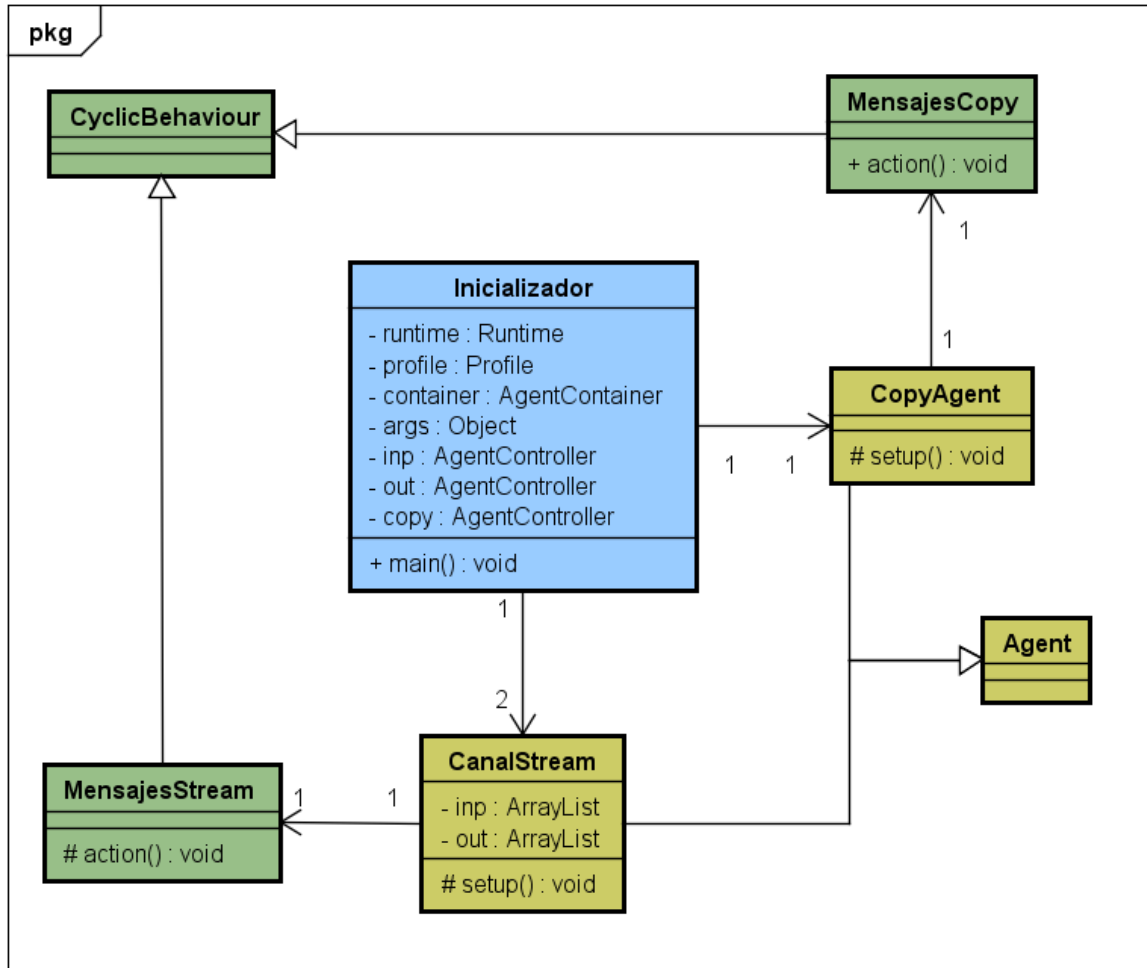 pkg
CyclicBehaviour
MensajesCopy
+ action() : void
1
1
Inicializador
- runtime : Runtime
- profile : Profile
- container : AgentContainer
- args : Object
- inp : AgentController
- out : AgentController
- copy : AgentController
+ main() : void
1
1
CopyAgent
# setup() : void
1
2
Agent
CanalStream
- inp : ArrayList
- out : ArrayList
# setup() : void
1
1
MensajesStream
# action() : void